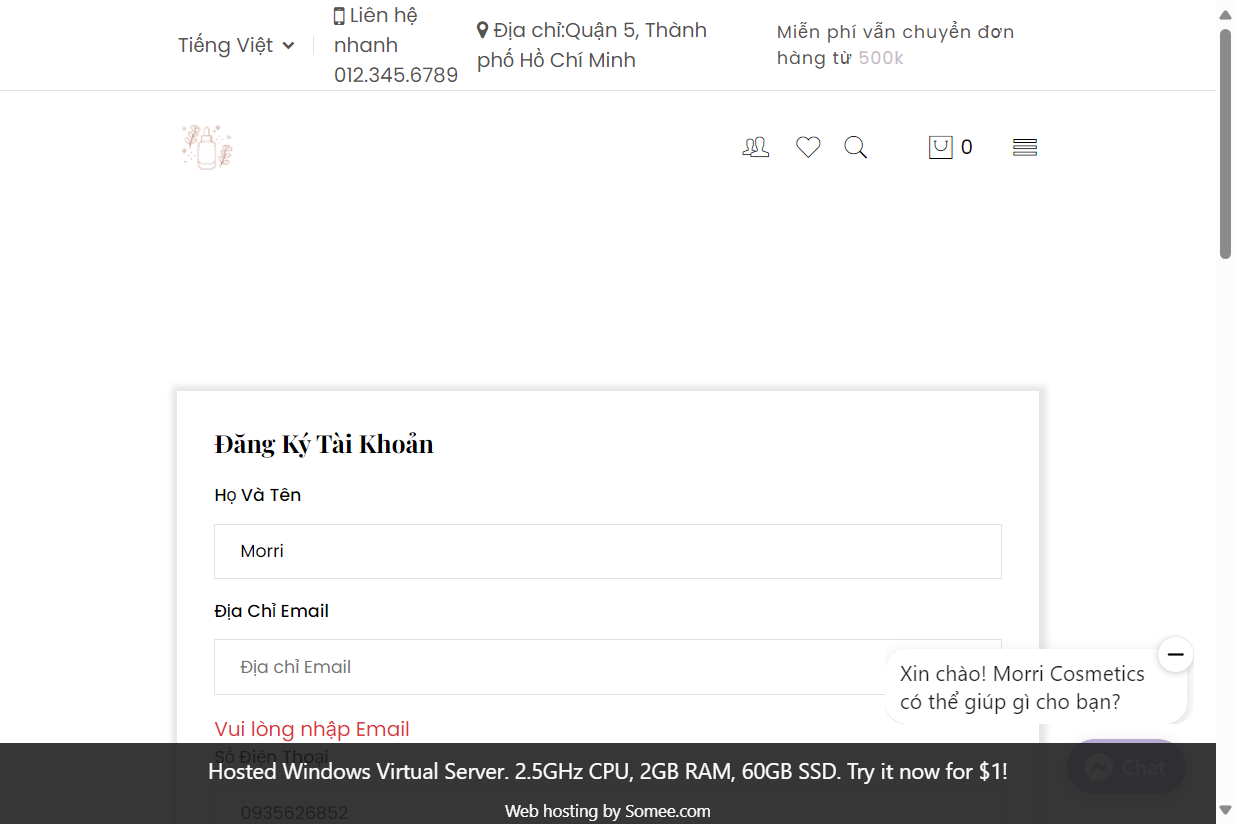 Tiếng Việt
Liên hệ
nhanh
012.345.6789
Địa chỉ:Quận 5, Thành
phố Hồ Chí Minh
Miễn phí vẫn chuyển đơn
hàng từ 500k
0
Đăng Ký Tài Khoản
Họ Và Tên
Morri
Địa Chỉ Email
Địa chỉ Email
Xin chào! Morri Cosmetics
có thể giúp gì cho bạn?
Vui lòng nhập Email
Số Điện Thoại
Hosted Windows Virtual Server. 2.5GHz CPU, 2GB RAM, 60GB SSD. Try it now for $1!
Chat
0935626852
Web hosting by Somee.com